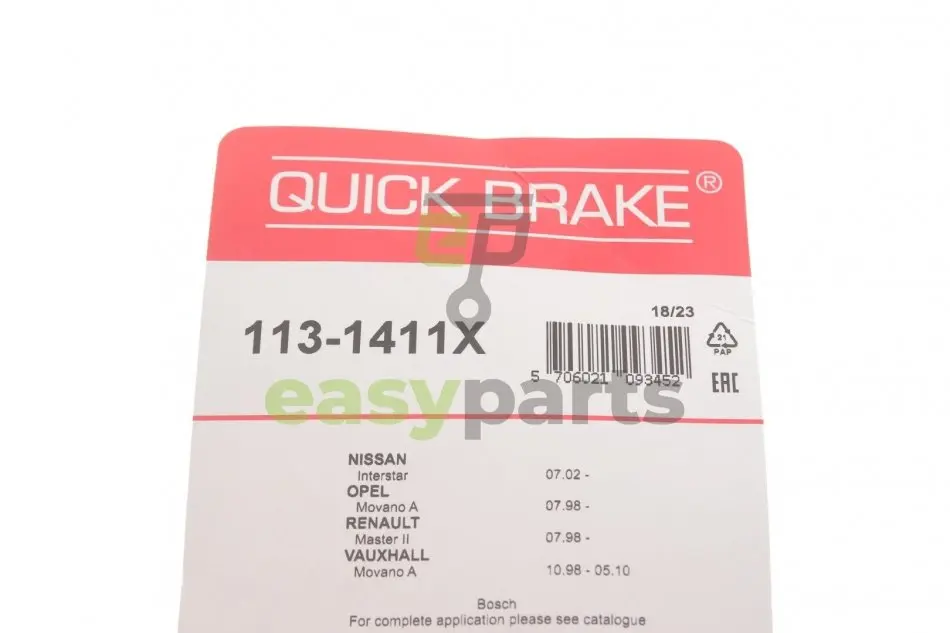 QUICK BRAKE®
eP
18/23
113-1411X
21
PAP
5 706021 093452
EAC
easyparts
NISSAN
Interstar 07.02 -
OPEL
Movano A 07.98 -
RENAULT
Master II 07.98 -
VAUXHALL
Movano A 10.98 - 05.10
Bosch
For complete application please see catalogue